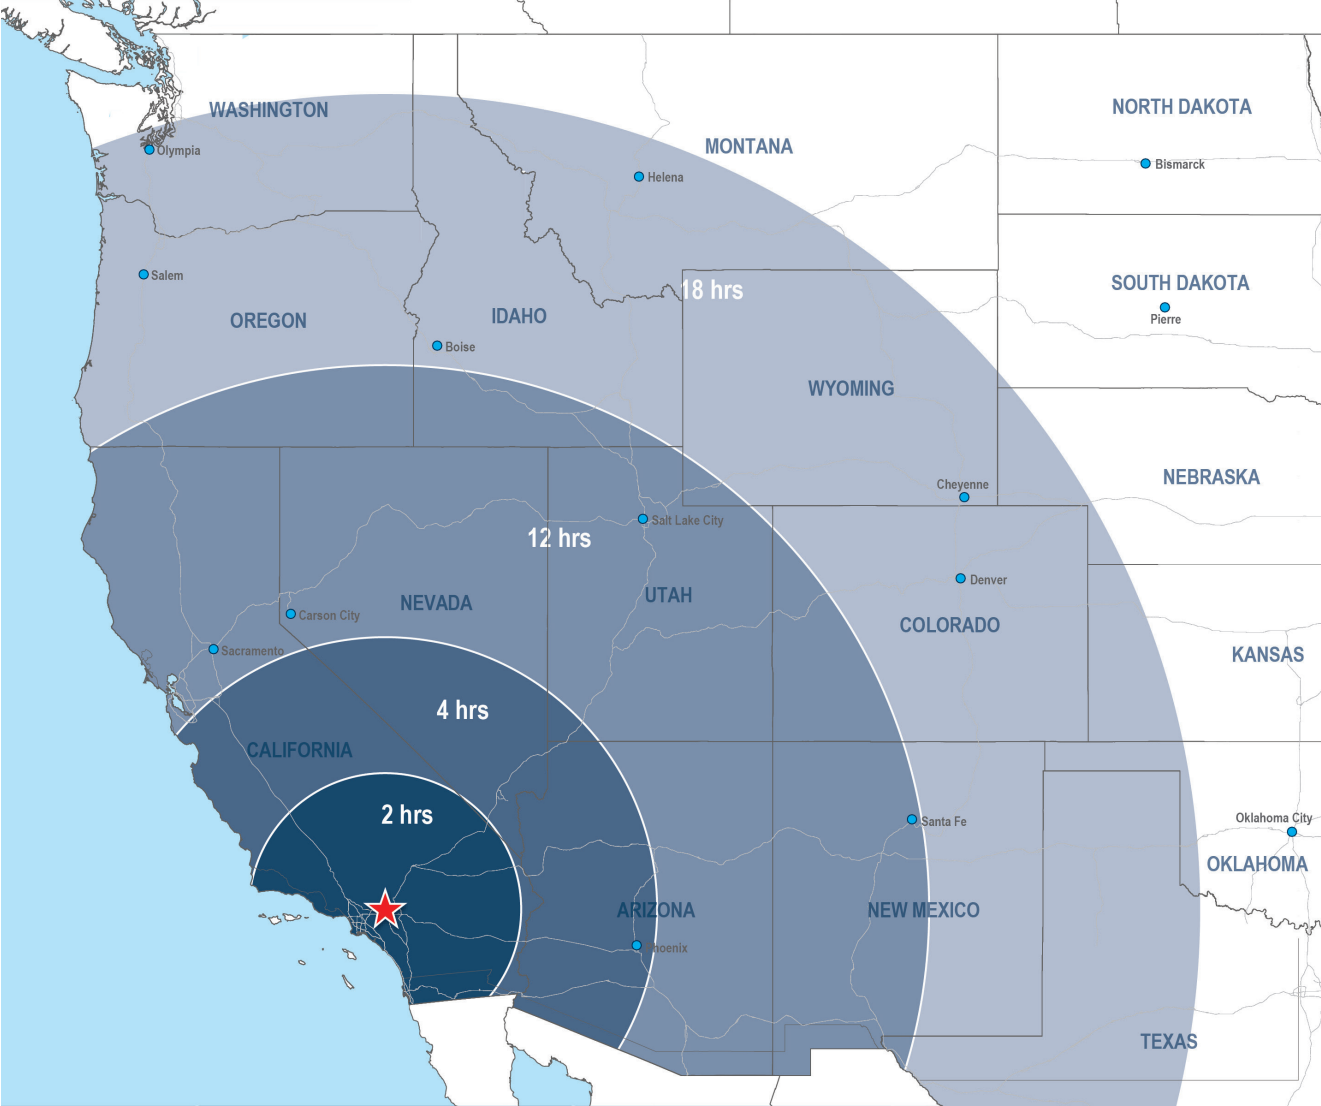 WASHINGTON
NORTH DAKOTA
MONTANA
Olympia
Bismarck
Helena
Salem
SOUTH DAKOTA
18 hrs
Pierre
OREGON
IDAHO
Boise
WYOMING
NEBRASKA
Cheyenne
Salt Lake City
12 hrs
Denver
UTAH
NEVADA
Carson City
COLORADO
Sacramento
KANSAS
4 hrs
CALIFORNIA
2 hrs
Santa Fe
Oklahoma City
OKLAHOMA
ARIZONA
NEW MEXICO
Phoenix
TEXAS